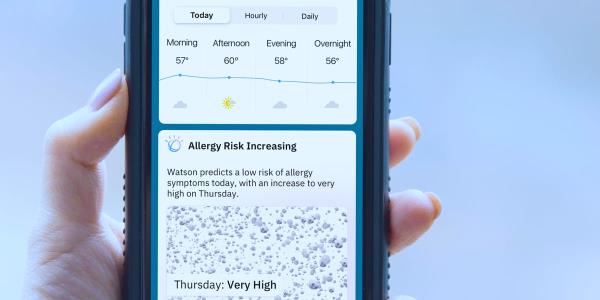 Today Hourly Daily
Morning Afternoon Evening Overnight
57° 60° 58° 56°
Allergy Risk Increasing
Watson predicts a low risk of allergy
symptoms today, with an increase to very
high on Thursday.
Thursday: Very High